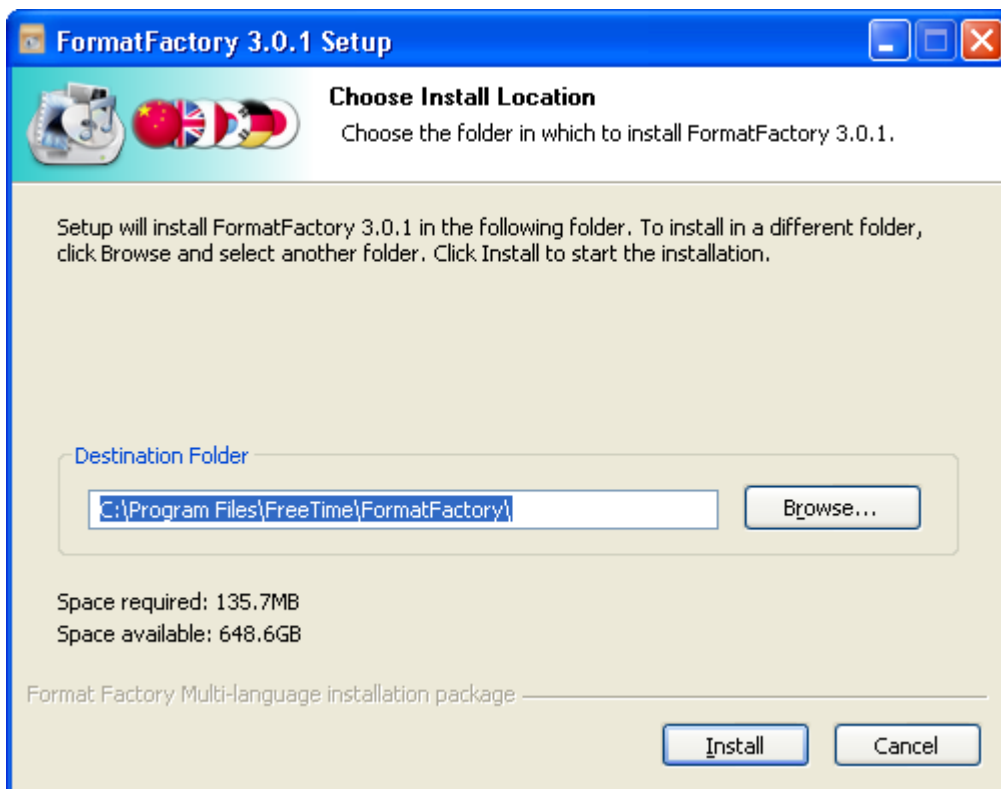 FormatFactory 3.0.1 Setup
Choose Install Location
Choose the folder in which to install FormatFactory 3.0.1.
Setup will install FormatFactory 3.0.1 in the following folder. To install in a different folder,
click Browse and select another folder. Click Install to start the installation.
Destination Folder
C:\Program Files\FreeTime\FormatFactory\
Browse...
Space required: 135.7MB
Space available: 648.6GB
Format Factory Multi-language installation package
Install
Cancel